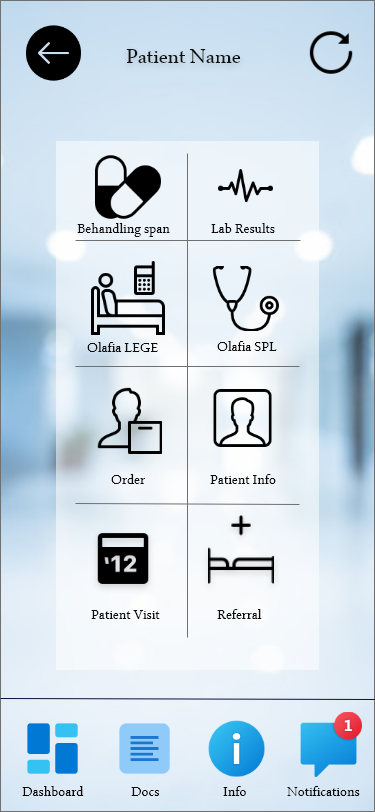 Patient Name
Behandling span
Lab Results
Olafia LEGE
Olafia SPL
Order
Patient Info
'12
Patient Visit
Referral
1
Dashboard
Docs
Info
Notifications